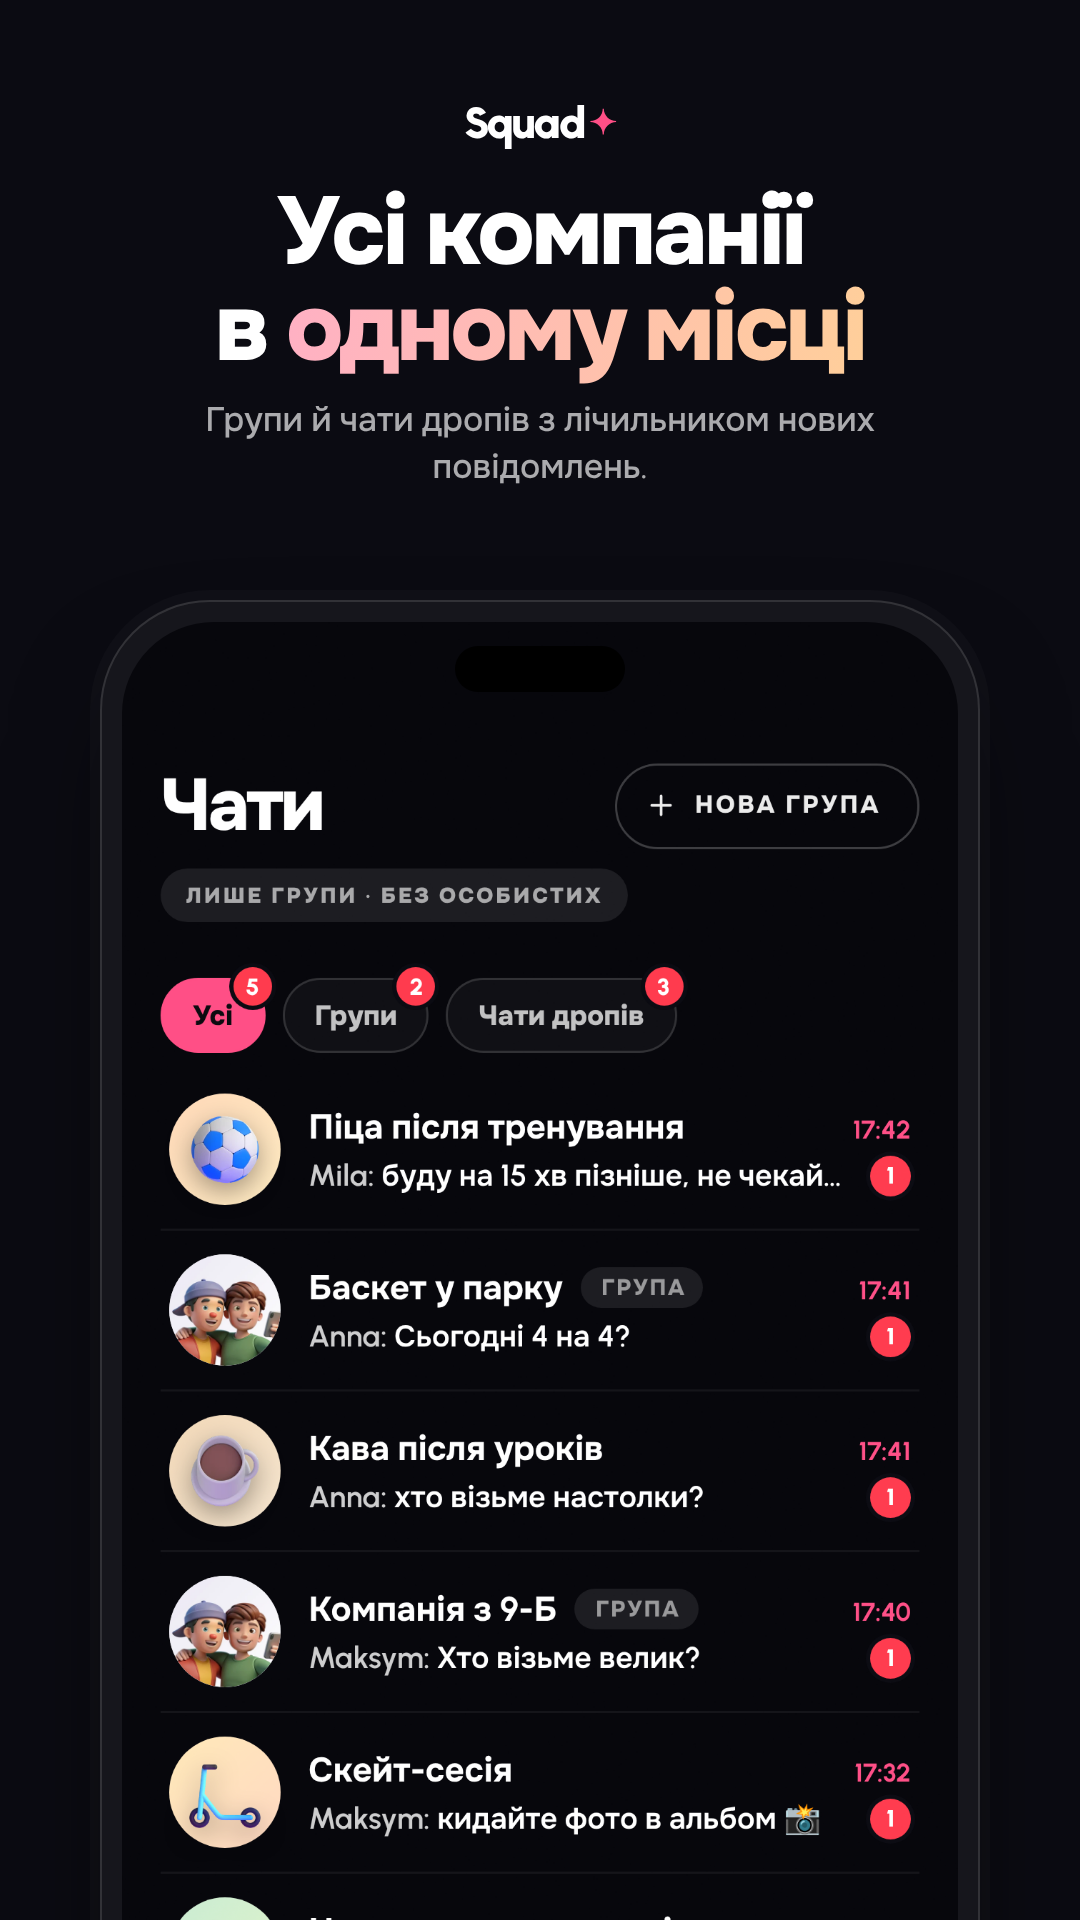 Squad
Усі компанії
в одному місці
Групи й чати дропів з лічильником нових
повідомлень.
Чати
+ НОВА ГРУПА
ЛИШЕ ГРУПИ · БЕЗ ОСОБИСТИХ
Усі 5
Групи 2
Чати дропів 3
Піца після тренування 17:42
Mila: буду на 15 хв пізніше, не чекай... 1
Баскет у парку ГРУПА 17:41
Anna: Сьогодні 4 на 4? 1
Кава після уроків 17:41
Anna: хто візьме настолки? 1
Компанія з 9-Б ГРУПА 17:40
Maksym: Хто візьме велик? 1
Скейт-сесія 17:32
Maksym: кидайте фото в альбом 📸 1